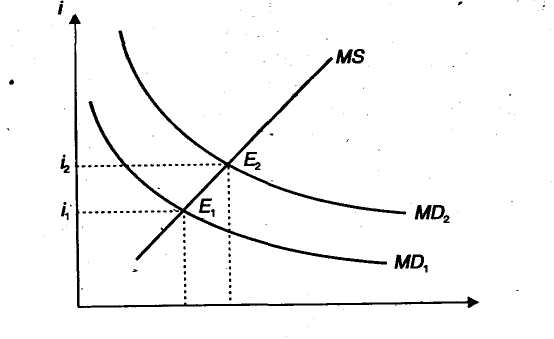 i
MS
i₂
E₂
i₁
E₁
MD₂
MD₁